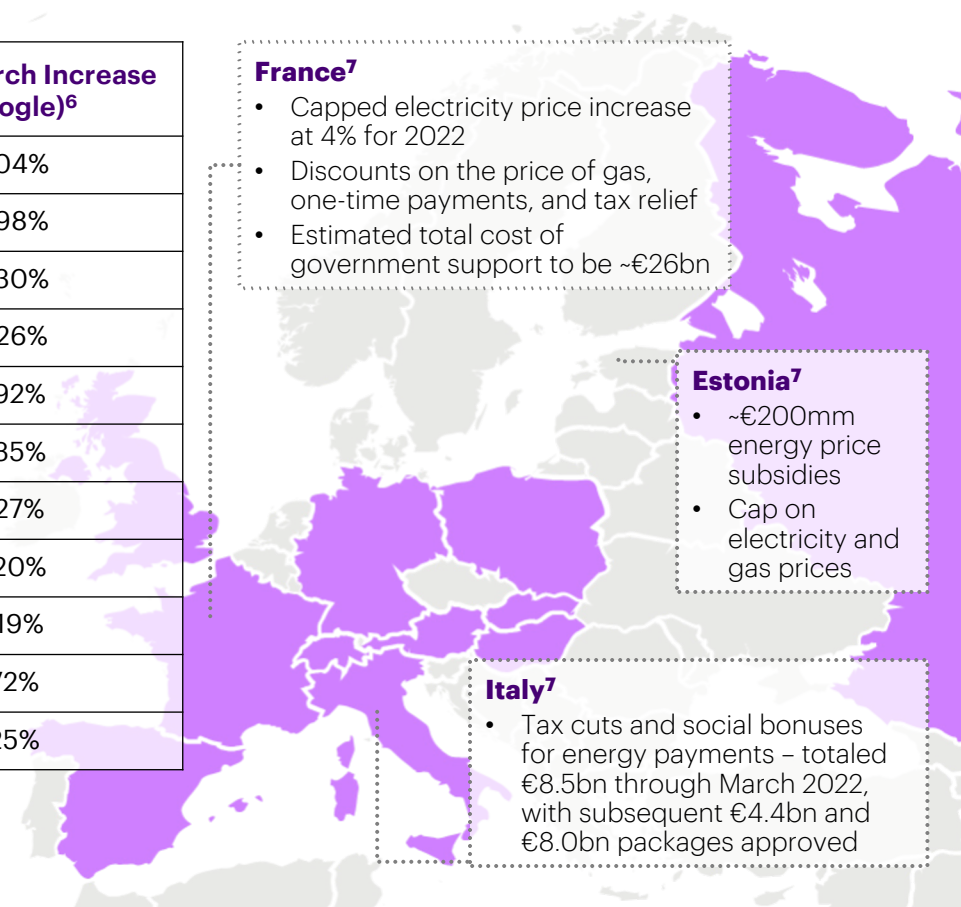 rch Increase
ogle)⁶
04%
98%
30%
26%
92%
35%
27%
20%
19%
2%
25%
France⁷
• Capped electricity price increase
at 4% for 2022
• Discounts on the price of gas,
one-time payments, and tax relief
• Estimated total cost of
government support to be ~€26bn
Estonia⁷
• ~€200mm
energy price
subsidies
• Cap on
electricity and
gas prices
Italy⁷
• Tax cuts and social bonuses
for energy payments – totaled
€8.5bn through March 2022,
with subsequent €4.4bn and
€8.0bn packages approved